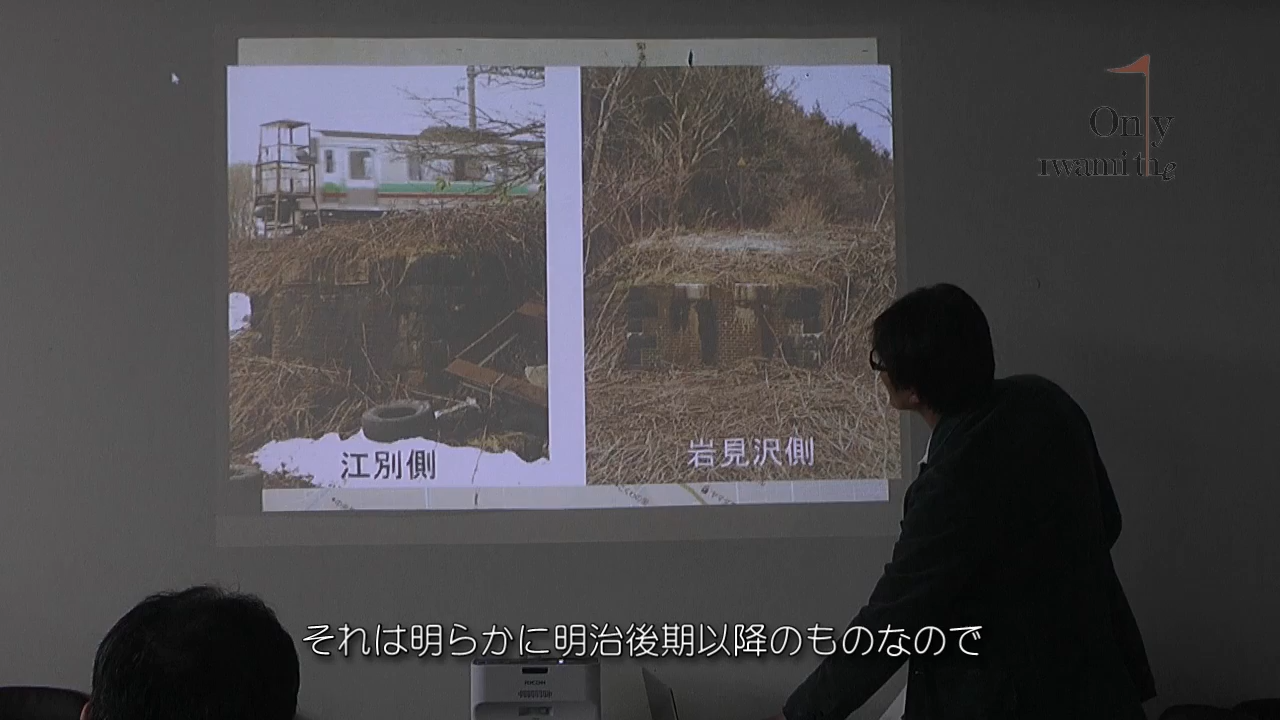 Only
iwami the
江別側
岩見沢側
それは明らかに明治後期以降のものなので
RICOH